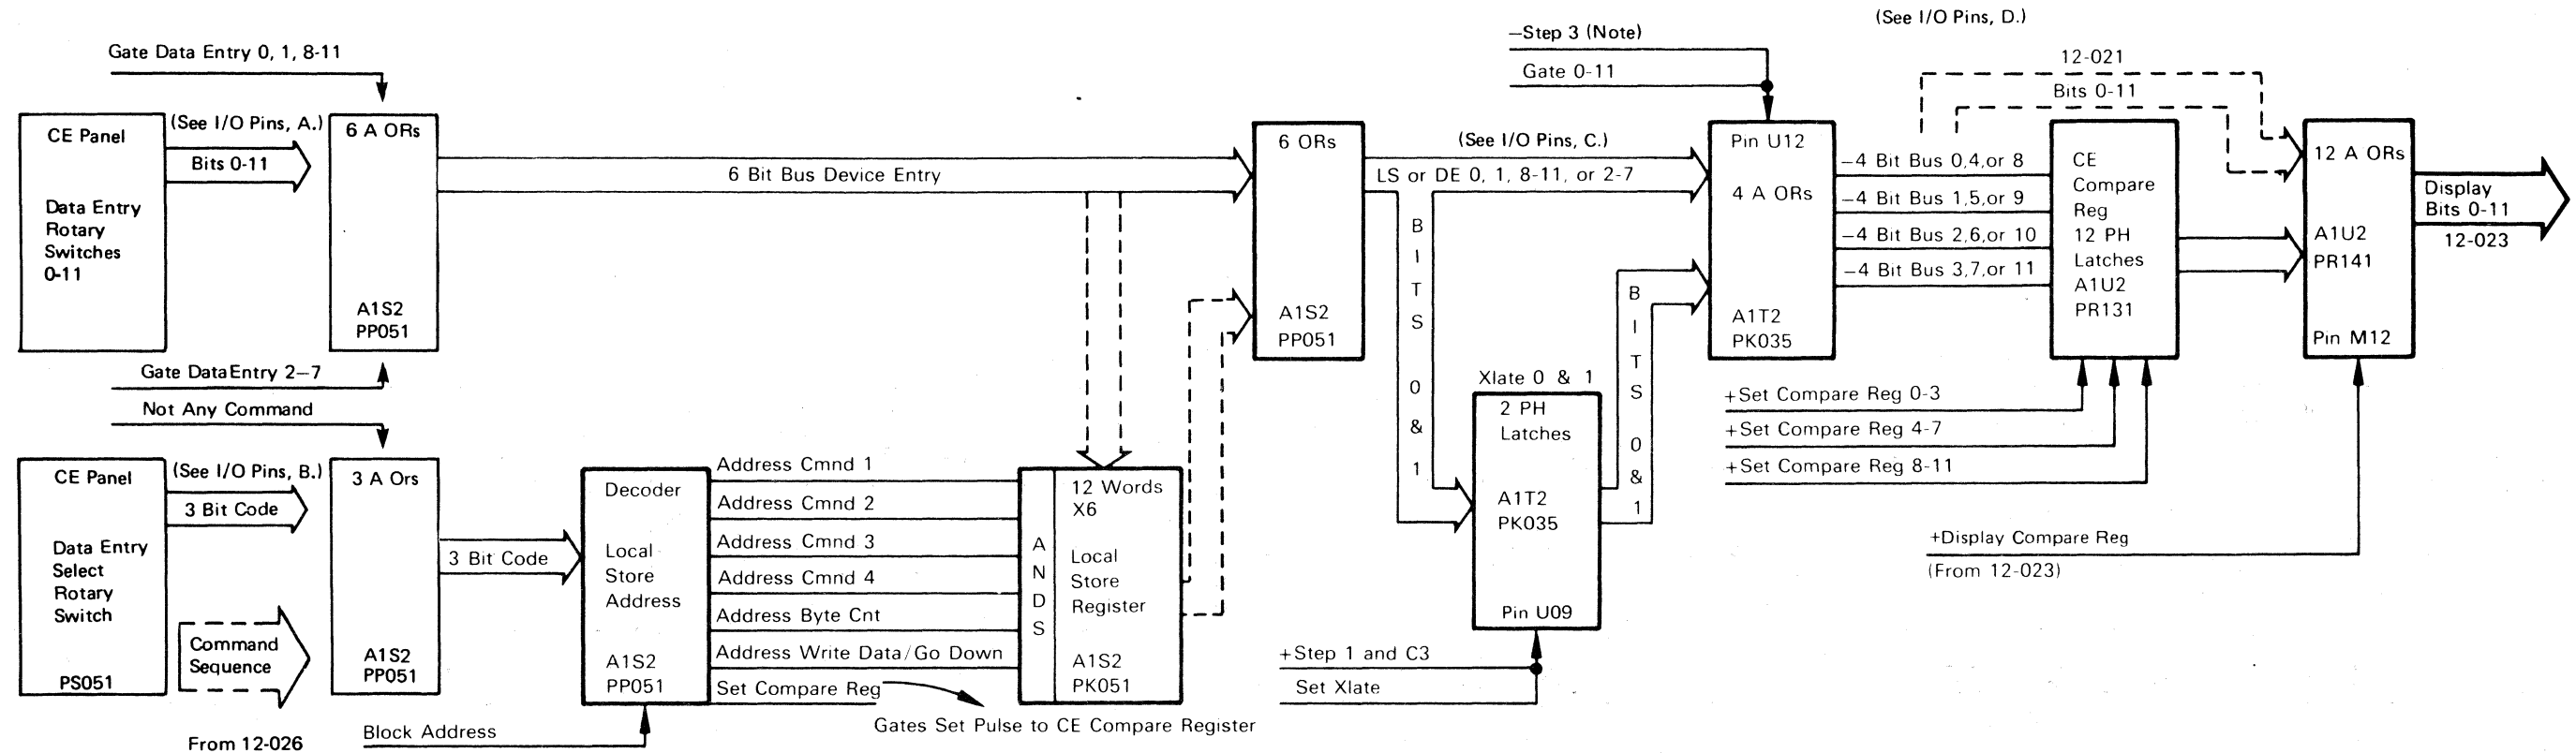 (See I/O Pins, D.)
Gate Data Entry 0, 1, 8-11
CE Panel
Data Entry
Rotary
Switches
0-11
(See I/O Pins, A.)
Bits 0-11
6 A ORs
A1S2
PP051
Gate Data Entry 2–7
6 Bit Bus Device Entry
Not Any Command
CE Panel
Data Entry
Select
Rotary
Switch
PS051
(See I/O Pins, B.)
3 Bit Code
Command
Sequence
From 12-026
3 A Ors
A1S2
PP051
3 Bit Code
Block Address
Decoder
Local
Store
Address
A1S2
PP051
Address Cmnd 1
Address Cmnd 2
Address Cmnd 3
Address Cmnd 4
Address Byte Cnt
Address Write Data/Go Down
Set Compare Reg
Gates Set Pulse to CE Compare Register
ANDS
12 Words
X6
Local
Store
Register
A1S2
PK051
6 ORs
A1S2
PP051
(See I/O Pins, C.)
LS or DE 0, 1, 8-11, or 2-7
BITS 0 & 1
Xlate 0 & 1
2 PH
Latches
A1T2
PK035
Pin U09
+Step 1 and C3
Set Xlate
BITS 0 & 1
–Step 3 (Note)
Gate 0-11
Pin U12
4 A ORs
A1T2
PK035
–4 Bit Bus 0,4,or 8
–4 Bit Bus 1,5,or 9
–4 Bit Bus 2,6,or 10
–4 Bit Bus 3,7,or 11
12-021
Bits 0-11
CE
Compare
Reg
12 PH
Latches
A1U2
PR131
+Set Compare Reg 0-3
+Set Compare Reg 4-7
+Set Compare Reg 8-11
12 A ORs
A1U2
PR141
Pin M12
+Display Compare Reg
(From 12-023)
Display
Bits 0-11
12-023